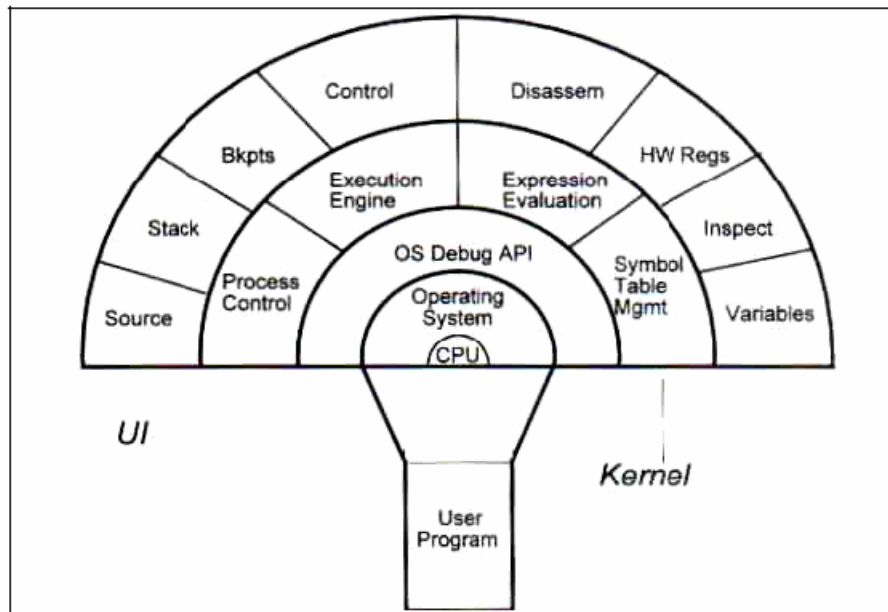 Control
Disassem
Bkpts
HW Regs
Execution
Engine
Expression
Evaluation
Stack
Inspect
OS Debug API
Process
Control
Symbol
Table
Mgmt
Operating
System
Source
Variables
CPU
UI
Kernel
User
Program